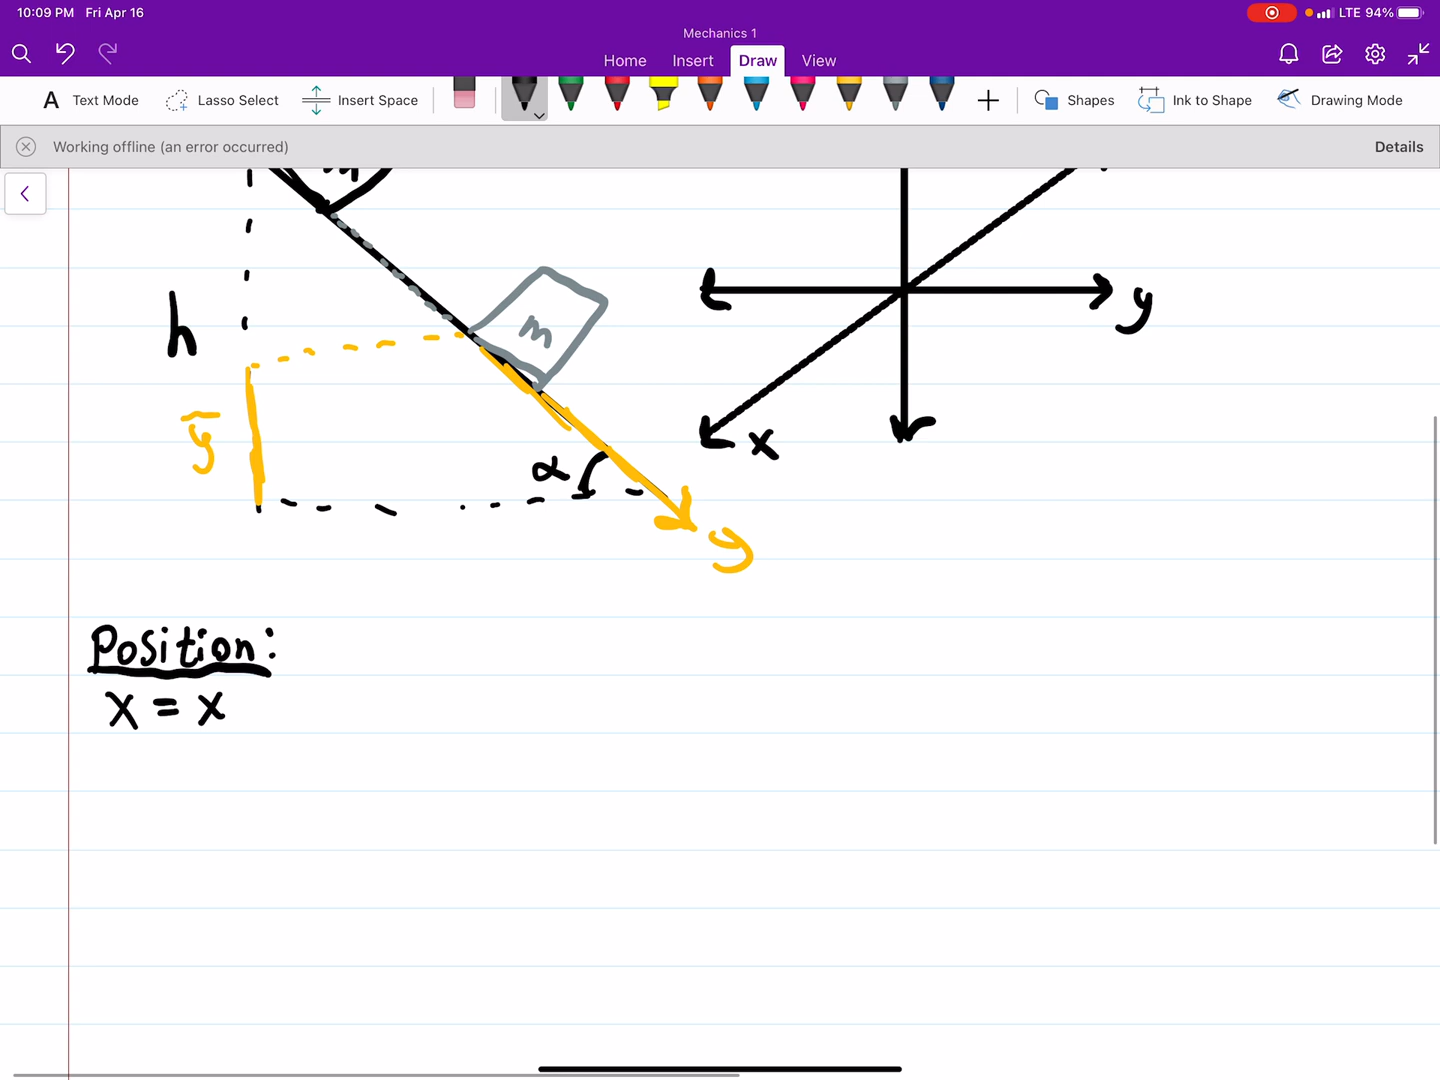 10:09 PM Fri Apr 16
LTE 94%
Mechanics 1
Home Insert Draw View
A Text Mode Lasso Select Insert Space Shapes Ink to Shape Drawing Mode
Working offline (an error occurred) Details
h
m
y
y̅
α
x
y
Position:
x = x